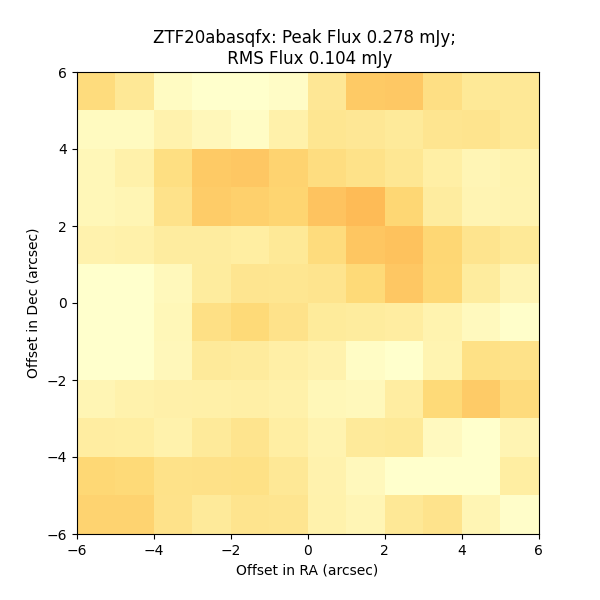 ZTF20abasqfx: Peak Flux 0.278 mJy;
RMS Flux 0.104 mJy
6
4
2
0
−2
−4
−6
Offset in Dec (arcsec)
−6 −4 −2 0 2 4 6
Offset in RA (arcsec)